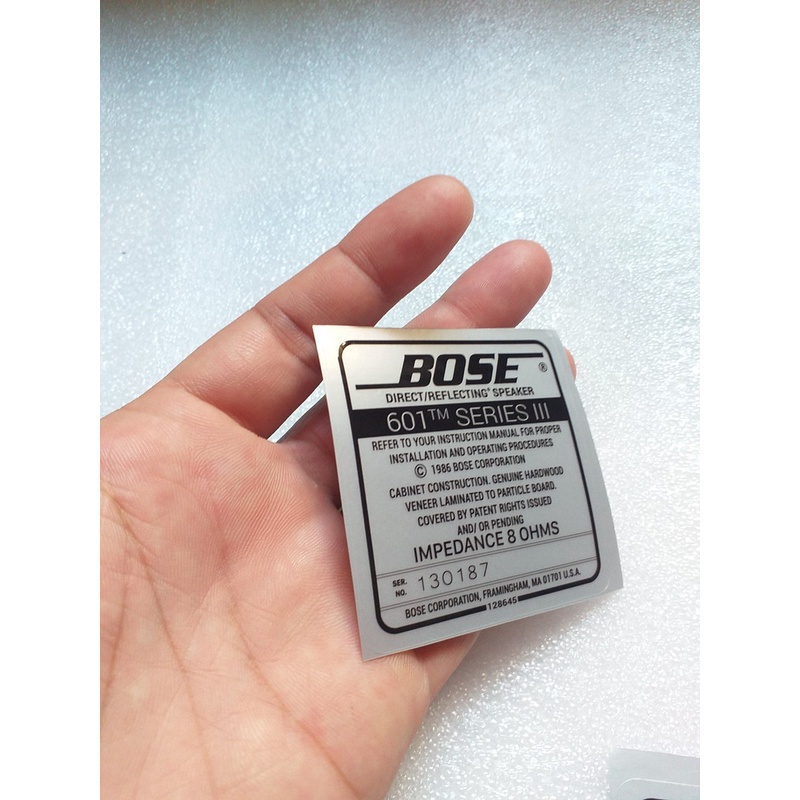 BOSE®
DIRECT/REFLECTING® SPEAKER
601™ SERIES III
REFER TO YOUR INSTRUCTION MANUAL FOR PROPER
INSTALLATION AND OPERATING PROCEDURES
© 1986 BOSE CORPORATION
CABINET CONSTRUCTION. GENUINE HARDWOOD
VENEER LAMINATED TO PARTICLE BOARD.
COVERED BY PATENT RIGHTS ISSUED
AND/ OR PENDING
IMPEDANCE 8 OHMS
SER. NO. 130187
BOSE CORPORATION, FRAMINGHAM, MA 01701 U.S.A.
128645